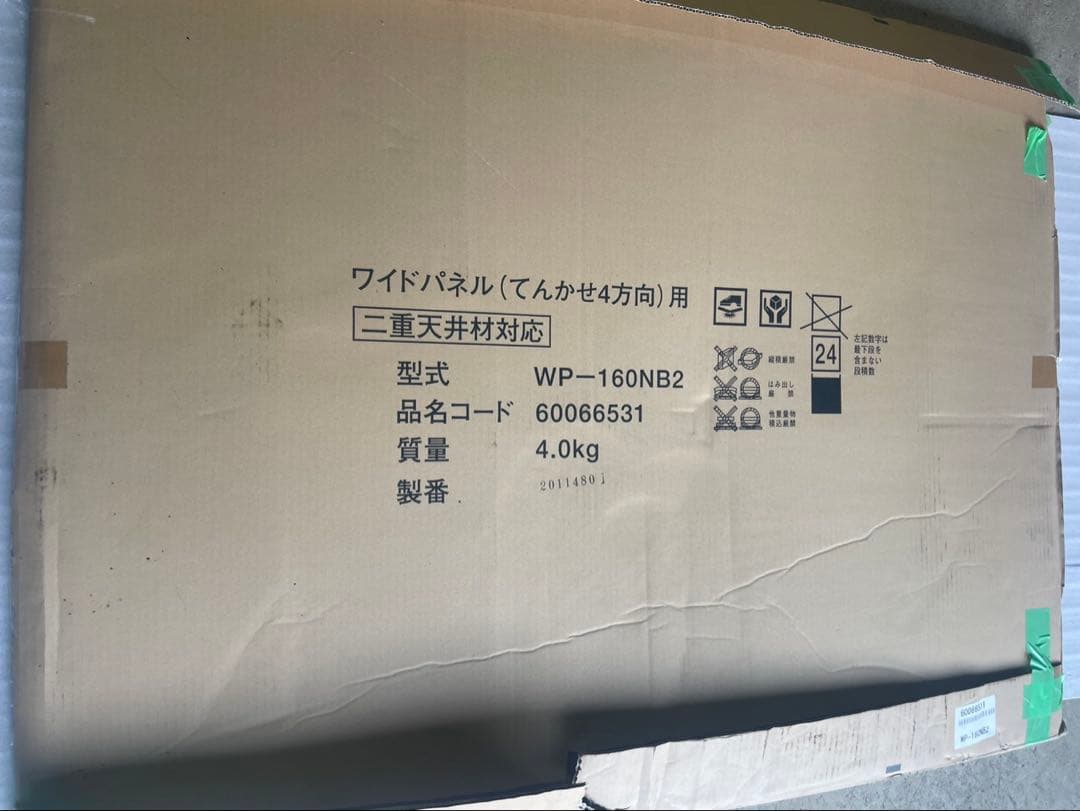 ワイドパネル(てんかせ4方向)用
二重天井材対応
型式 WP-160NB2
品名コード 60066531
質量 4.0kg
製番 20114801
24
左記数字は
最下段を
含まない
段積数
縦積厳禁
はみ出し
厳禁
他重量物
積込厳禁
60066531
WP-160NB2